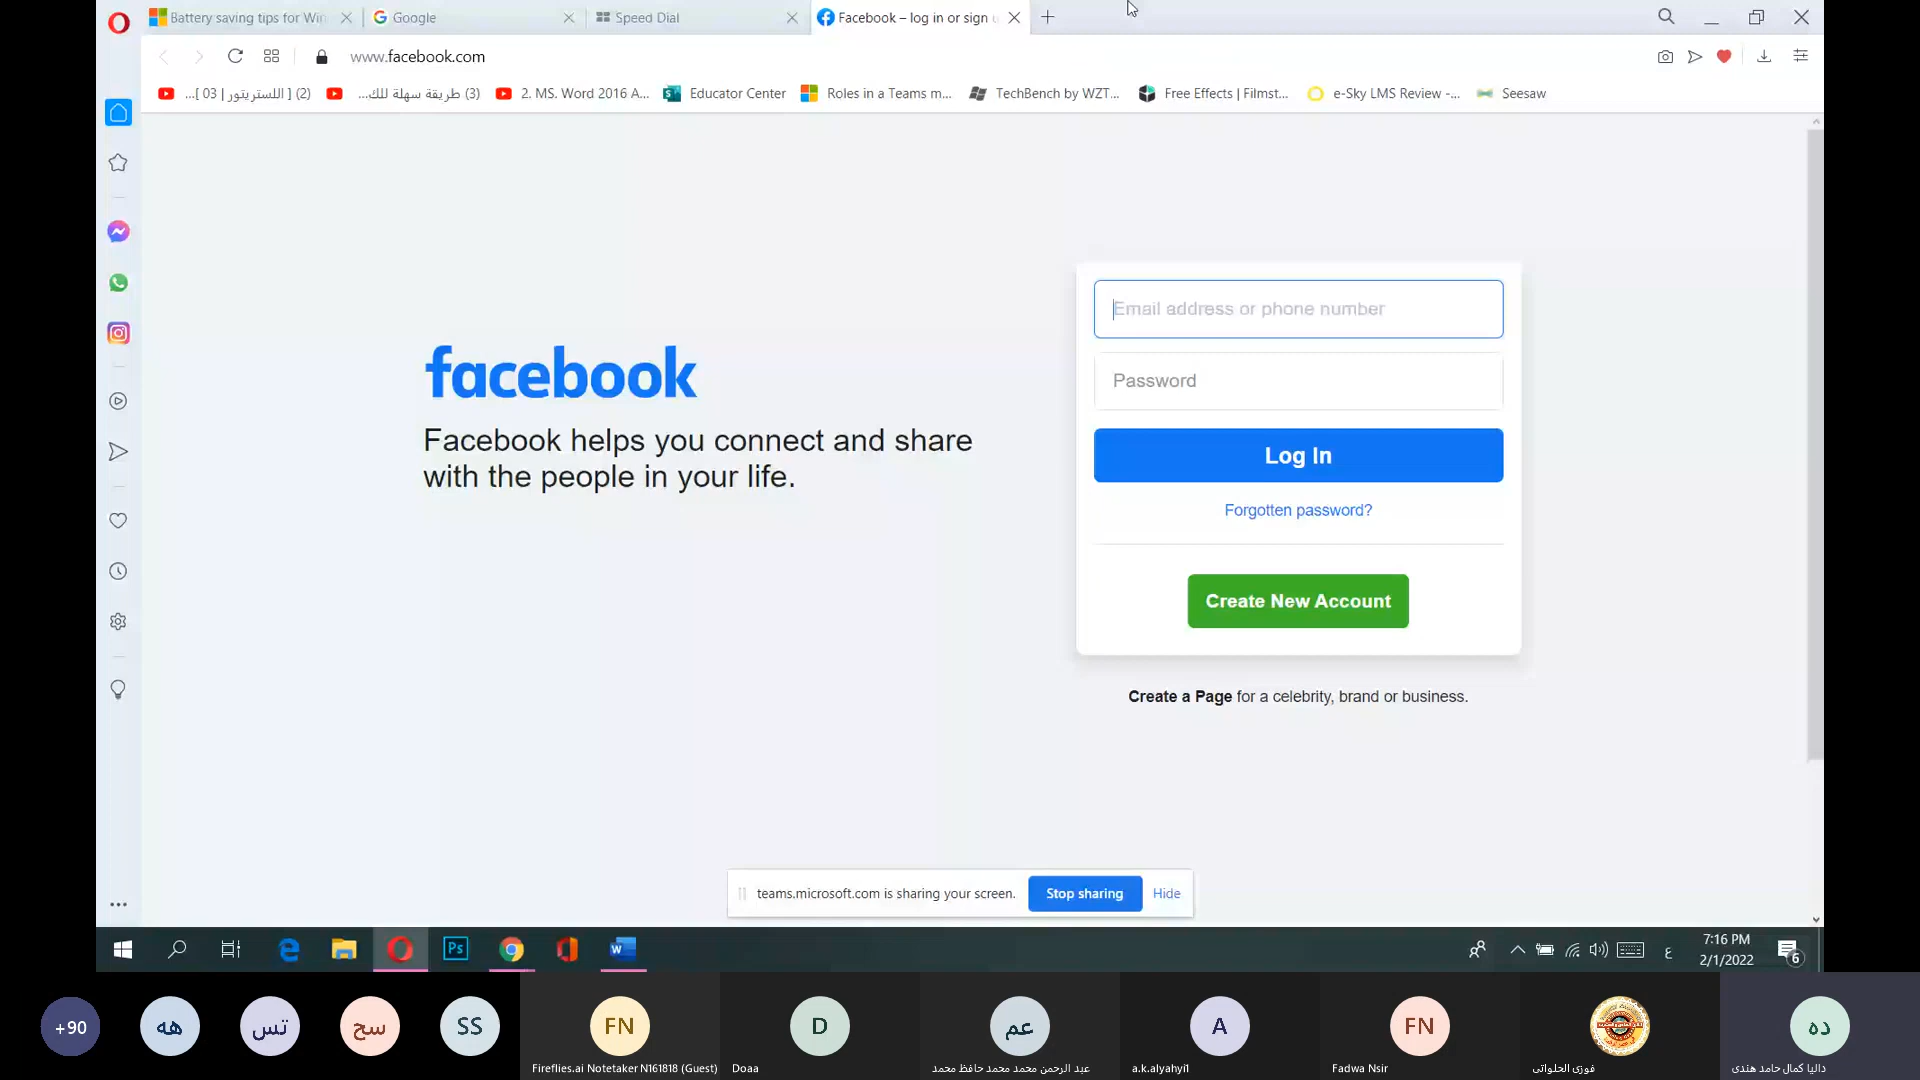 Battery saving tips for Win
Google
Speed Dial
Facebook – log in or sign u
www.facebook.com
(2) [ اللستريتور | 03 ]...
(3) طريقة سهلة للك...
2. MS. Word 2016 A...
Educator Center
Roles in a Teams m...
TechBench by WZT...
Free Effects | Filmst...
e-Sky LMS Review -...
Seesaw
Email address or phone number
facebook
Password
Facebook helps you connect and share
with the people in your life.
Log In
Forgotten password?
Create New Account
Create a Page for a celebrity, brand or business.
teams.microsoft.com is sharing your screen.
Stop sharing
Hide
Ps
W
ع
7:16 PM
2/1/2022
6
+90
هه
تس
سح
SS
FN
D
عم
A
FN
ده
Fireflies.ai Notetaker N161818 (Guest)
Doaa
عبد الرحمن محمد محمد حافظ محمد
a.k.alyahyi1
Fadwa Nsir
فوزى الحلواتى
داليا كمال حامد هندى